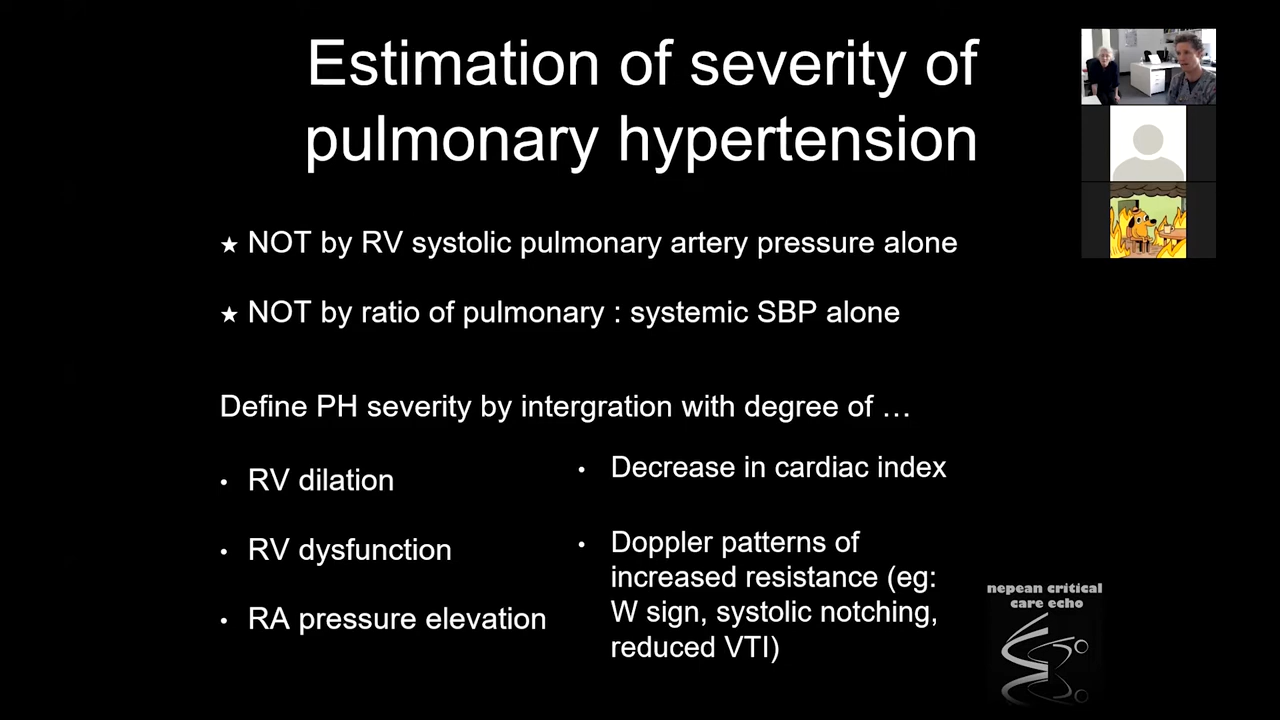 Estimation of severity of
pulmonary hypertension
★ NOT by RV systolic pulmonary artery pressure alone
★ NOT by ratio of pulmonary : systemic SBP alone
Define PH severity by intergration with degree of …
• RV dilation
• RV dysfunction
• RA pressure elevation
• Decrease in cardiac index
• Doppler patterns of
increased resistance (eg:
W sign, systolic notching,
reduced VTI)
nepean critical
care echo